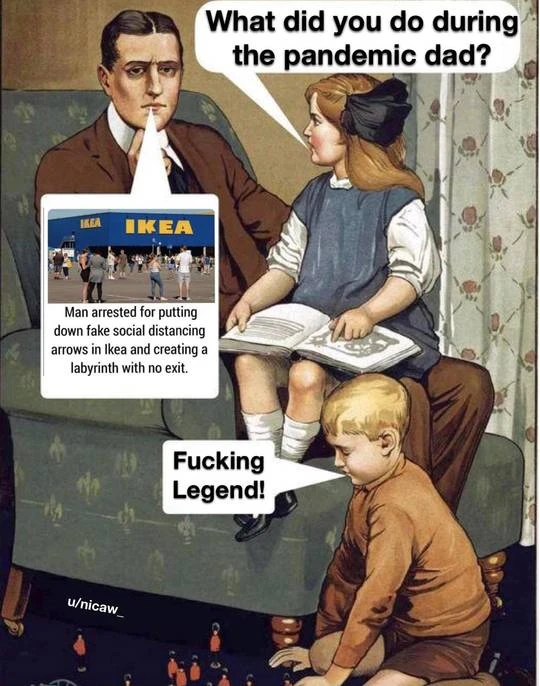 What did you do during
the pandemic dad?
IKEA
IKEA
Man arrested for putting
down fake social distancing
arrows in Ikea and creating a
labyrinth with no exit.
Fucking
Legend!
u/nicaw_